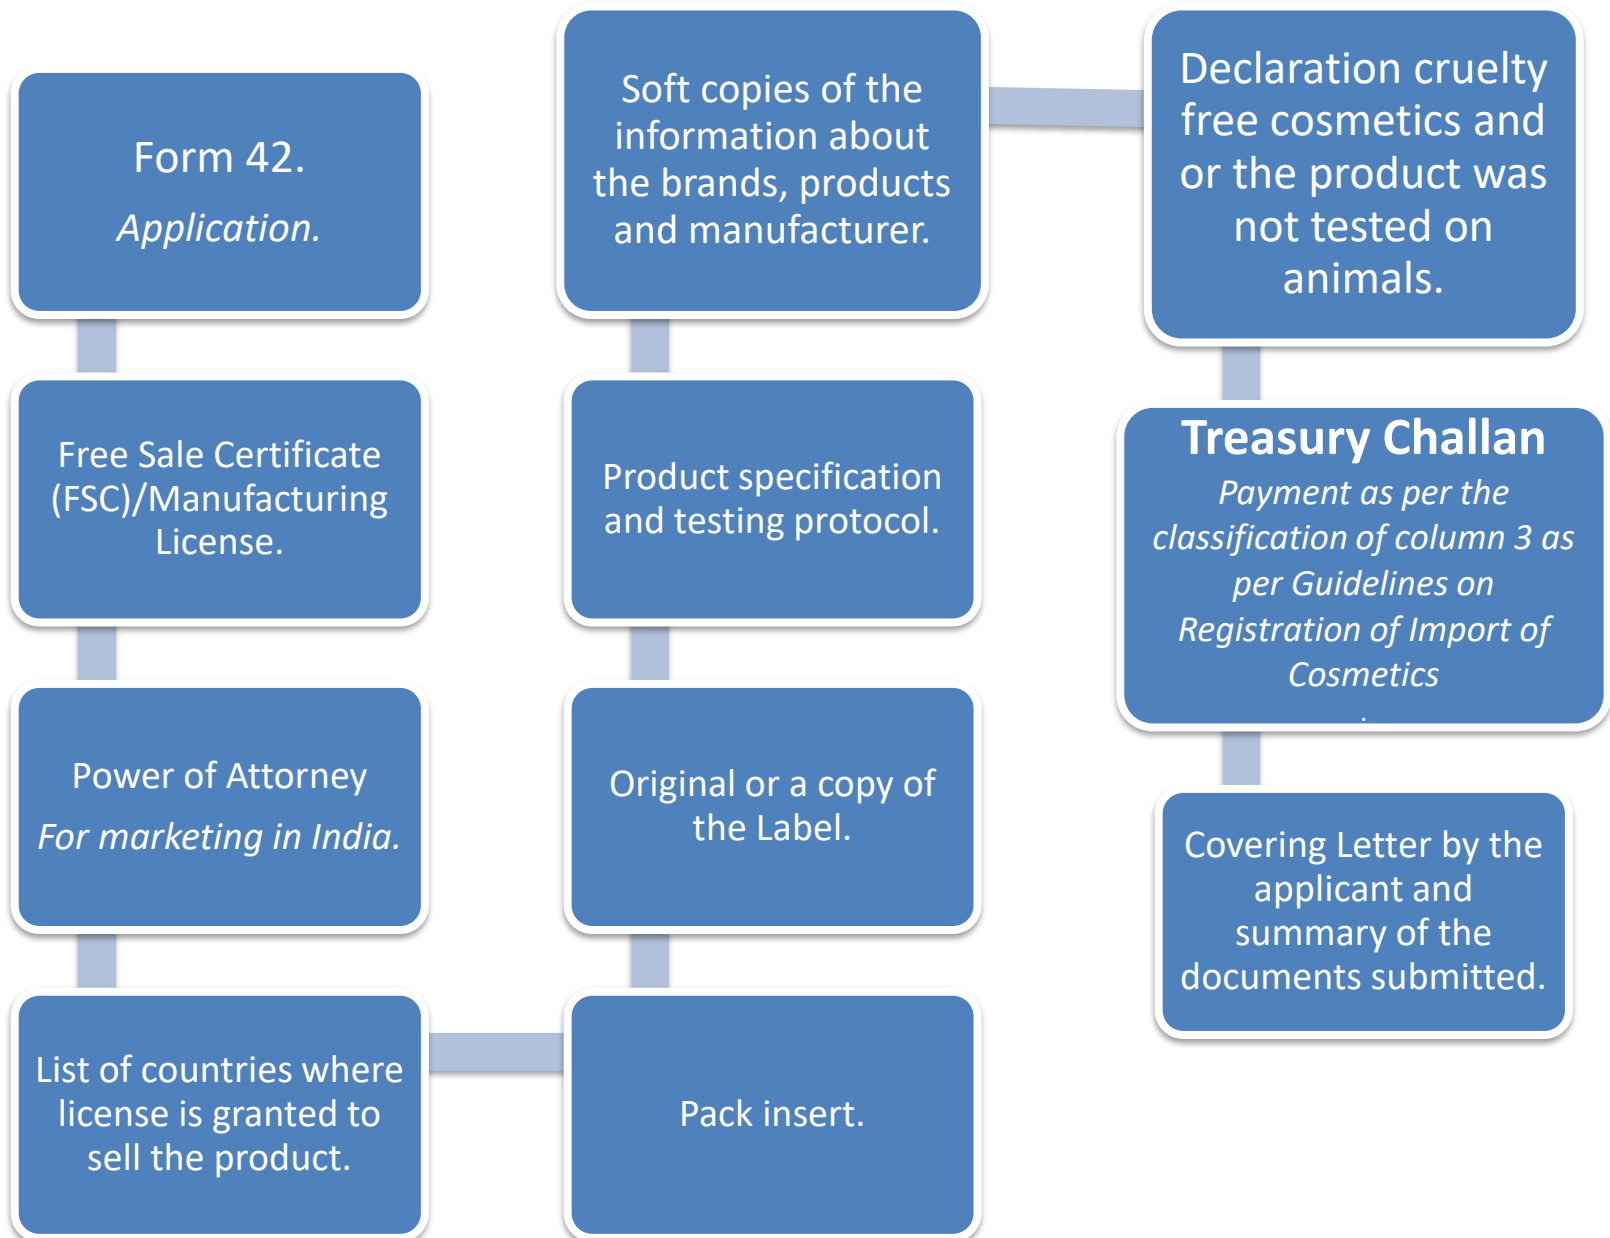 Form 42.
Application.
Free Sale Certificate
(FSC)/Manufacturing
License.
Power of Attorney
For marketing in India.
List of countries where
license is granted to
sell the product.
Pack insert.
Original or a copy of
the Label.
Product specification
and testing protocol.
Soft copies of the
information about
the brands, products
and manufacturer.
Declaration cruelty
free cosmetics and
or the product was
not tested on
animals.
Treasury Challan
Payment as per the
classification of column 3 as
per Guidelines on
Registration of Import of
Cosmetics
.
Covering Letter by the
applicant and
summary of the
documents submitted.